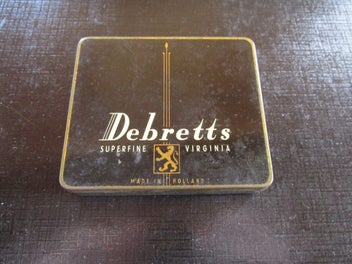 Debretts
SUPERFINE VIRGINIA
MADE IN HOLLAND